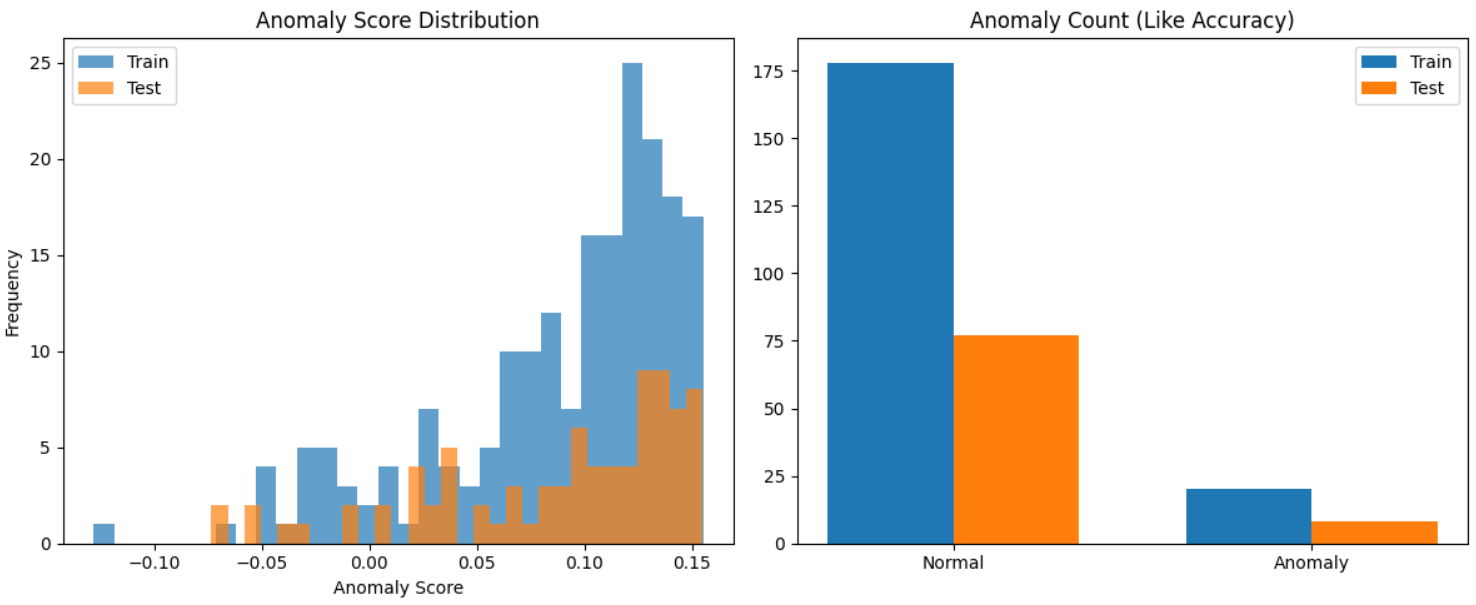 Anomaly Score Distribution
Train
Test
25
20
15
10
5
0
Frequency
−0.10 −0.05 0.00 0.05 0.10 0.15
Anomaly Score
Anomaly Count (Like Accuracy)
Train
Test
175
150
125
100
75
50
25
0
Normal Anomaly